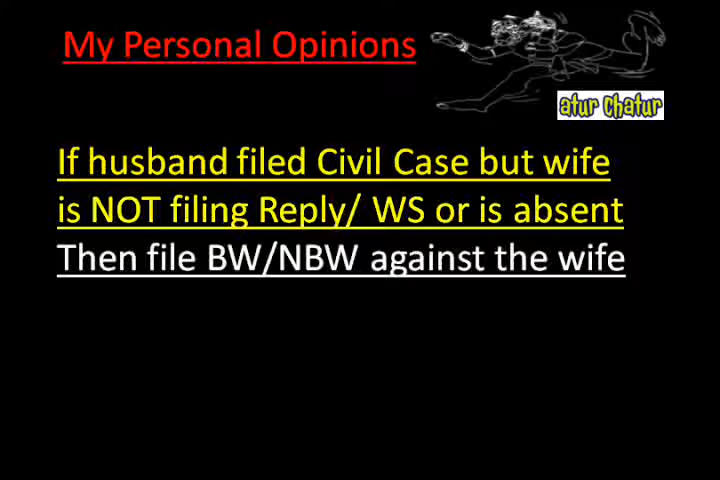 My Personal Opinions
atur chatur
If husband filed Civil Case but wife
is NOT filing Reply/ WS or is absent
Then file BW/NBW against the wife